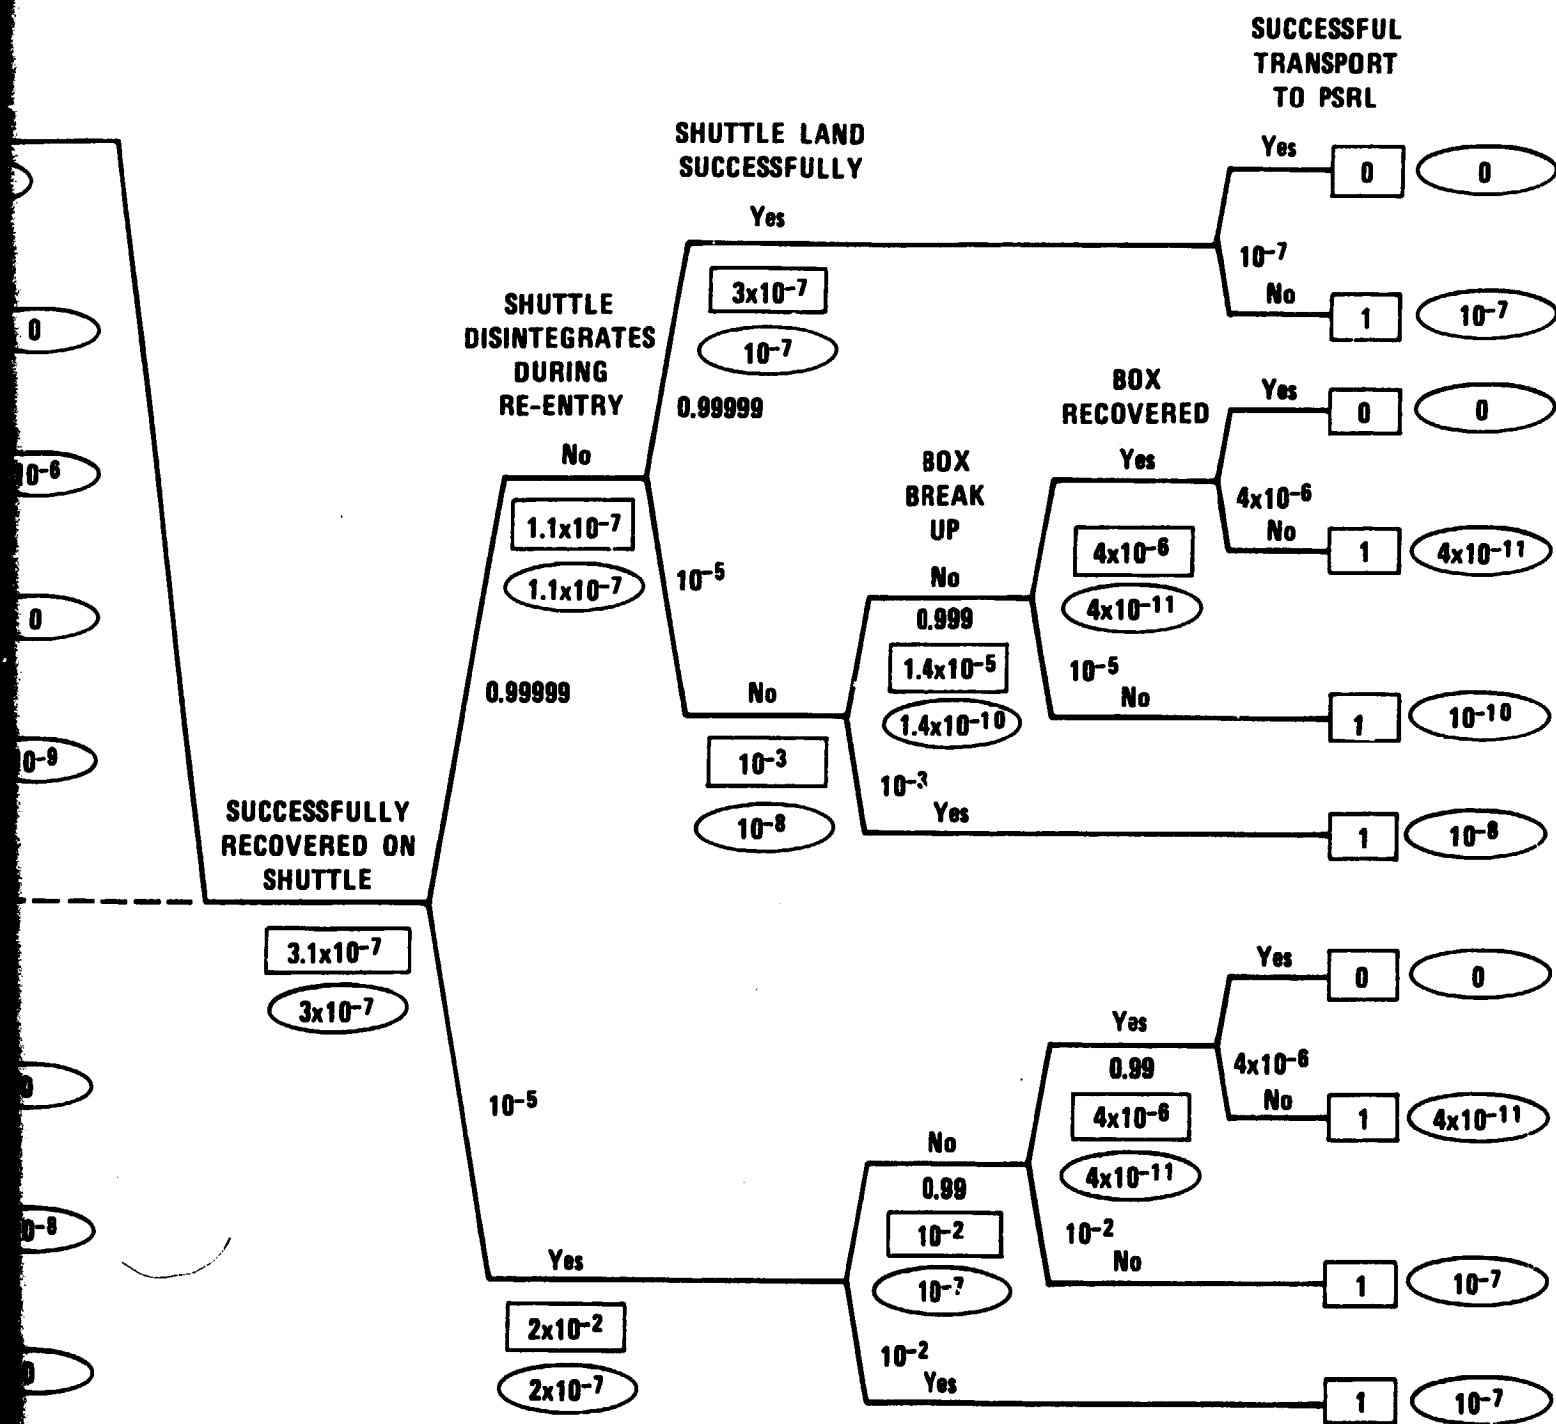 SUCCESSFUL
TRANSPORT
TO PSRL
SHUTTLE LAND
SUCCESSFULLY
Yes
0
0
Yes
10⁻⁷
No
1
10⁻⁷
3x10⁻⁷
10⁻⁷
SHUTTLE
DISINTEGRATES
DURING
RE-ENTRY
0.99999
No
1.1x10⁻⁷
1.1x10⁻⁷
10⁻⁵
BOX
RECOVERED
Yes
0
0
BOX
BREAK
UP
Yes
4x10⁻⁶
No
1
4x10⁻¹¹
4x10⁻⁶
4x10⁻¹¹
No
0.999
1.4x10⁻⁵
1.4x10⁻¹⁰
10⁻⁵
No
1
10⁻¹⁰
0.99999
No
10⁻³
10⁻⁸
10⁻³
Yes
1
10⁻⁸
0
10⁻⁶
0
0⁻⁹
SUCCESSFULLY
RECOVERED ON
SHUTTLE
3.1x10⁻⁷
3x10⁻⁷
10⁻⁵
Yes
0
0
Yes
0.99
4x10⁻⁶
No
1
4x10⁻¹¹
4x10⁻⁶
4x10⁻¹¹
No
0.99
10⁻²
10⁻⁷
10⁻²
No
1
10⁻⁷
Yes
2x10⁻²
2x10⁻⁷
10⁻²
Yes
1
10⁻⁷
0⁻⁸